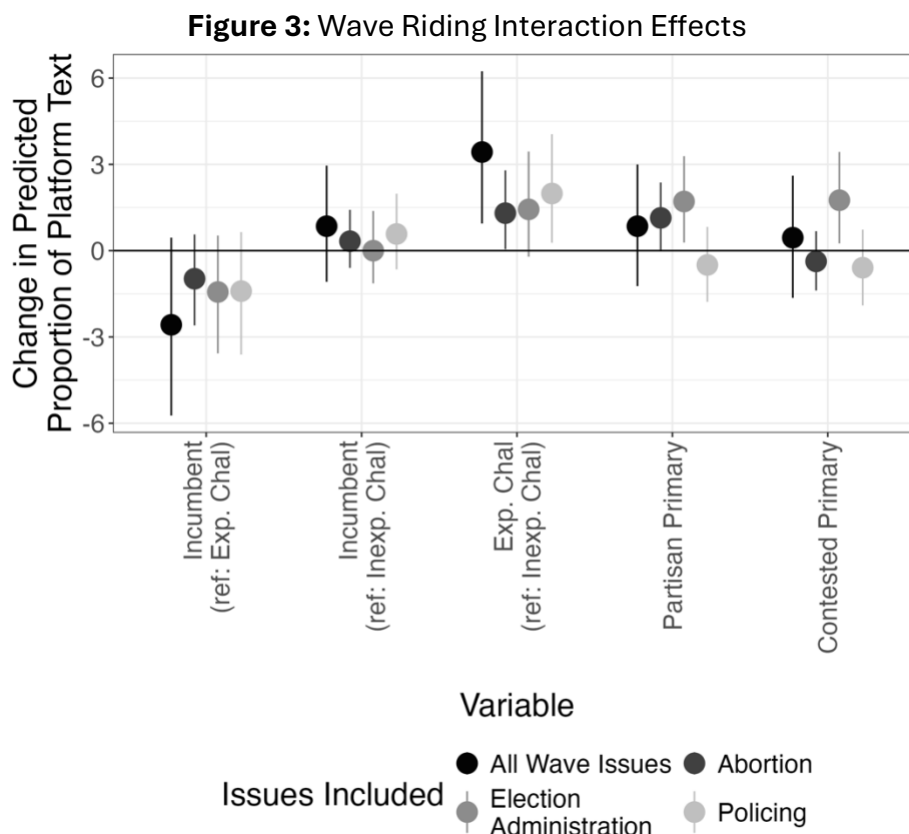 Figure 3: Wave Riding Interaction Effects
Change in Predicted
Proportion of Platform Text
6
3
0
-3
-6
Incumbent
(ref: Exp. Chal)
Incumbent
(ref: Inexp. Chal)
Exp. Chal
(ref: Inexp. Chal)
Partisan Primary
Contested Primary
Variable
Issues Included
All Wave Issues
Abortion
Election
Administration
Policing